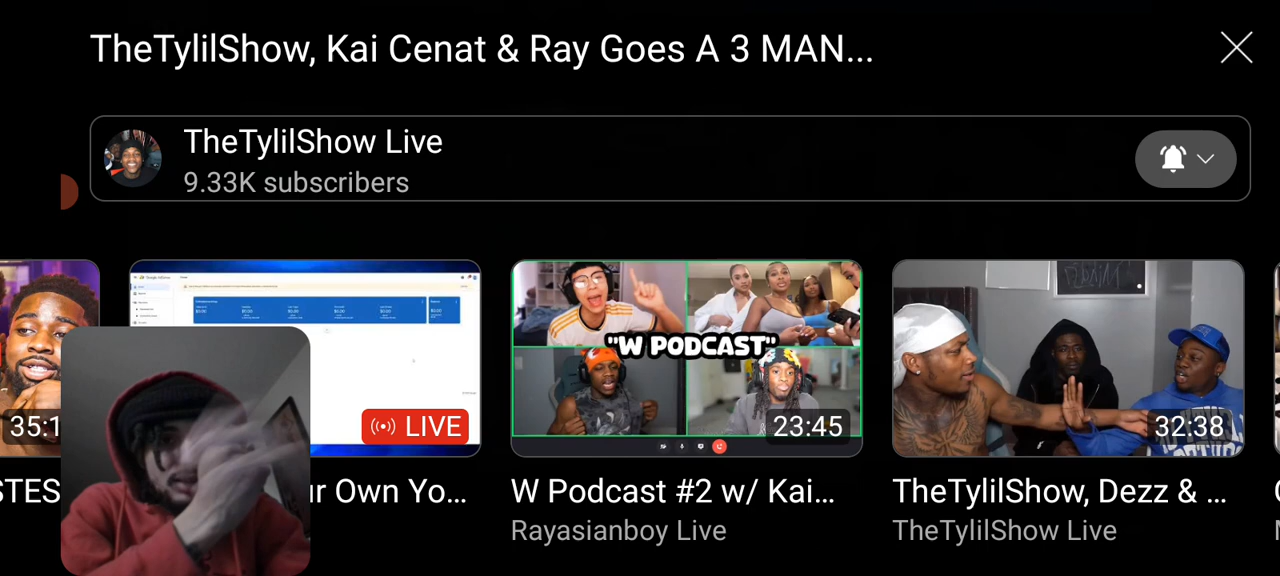 TheTylilShow, Kai Cenat & Ray Goes A 3 MAN...
TheTylilShow Live
9.33K subscribers
35:1
LIVE
"W PODCAST"
23:45
32:38
STES
r Own Yo...
W Podcast #2 w/ Kai...
TheTylilShow, Dezz & ...
Rayasianboy Live
TheTylilShow Live